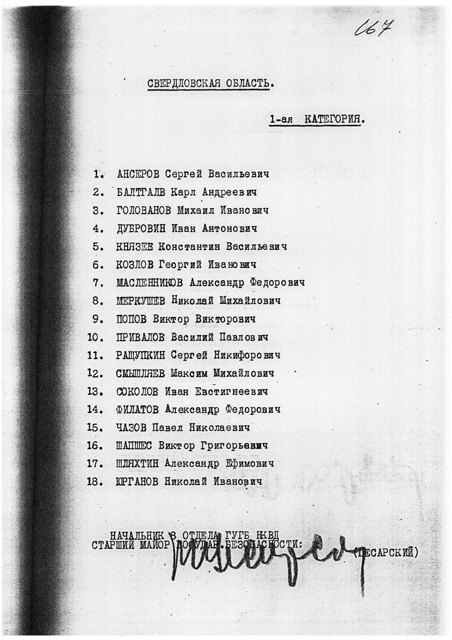 667
СВЕРДЛОВСКАЯ ОБЛАСТЬ.
1-ая КАТЕГОРИЯ.
1. АНСЕРОВ Сергей Васильевич
2. БАЛТГАЛВ Карл Андреевич
3. ГОЛОВАНОВ Михаил Иванович
4. ДУБРОВИН Иван Антонович
5. КНЯЗЕВ Константин Васильевич
6. КОЗЛОВ Георгий Иванович
7. МАСЛЕННИКОВ Александр Федорович
8. МЕРКУШЕВ Николай Михайлович
9. ПОПОВ Виктор Викторович
10. ПРИВАЛОВ Василий Павлович
11. РАЩУПКИН Сергей Никифорович
12. СМЫШЛЯЕВ Максим Михайлович
13. СОКОЛОВ Иван Евстигнеевич
14. ФИЛАТОВ Александр Федорович
15. ЧАЗОВ Павел Николаевич
16. ШАПШЕС Виктор Григорьевич
17. ШЛЯХТИН Александр Ефимович
18. ЮРГАНОВ Николай Иванович
НАЧАЛЬНИК 8 ОТДЕЛА ГУГБ НКВД
СТАРШИЙ МАЙОР ГОСУДАР.БЕЗОПАСНОСТИ:
(ЦЕСАРСКИЙ)